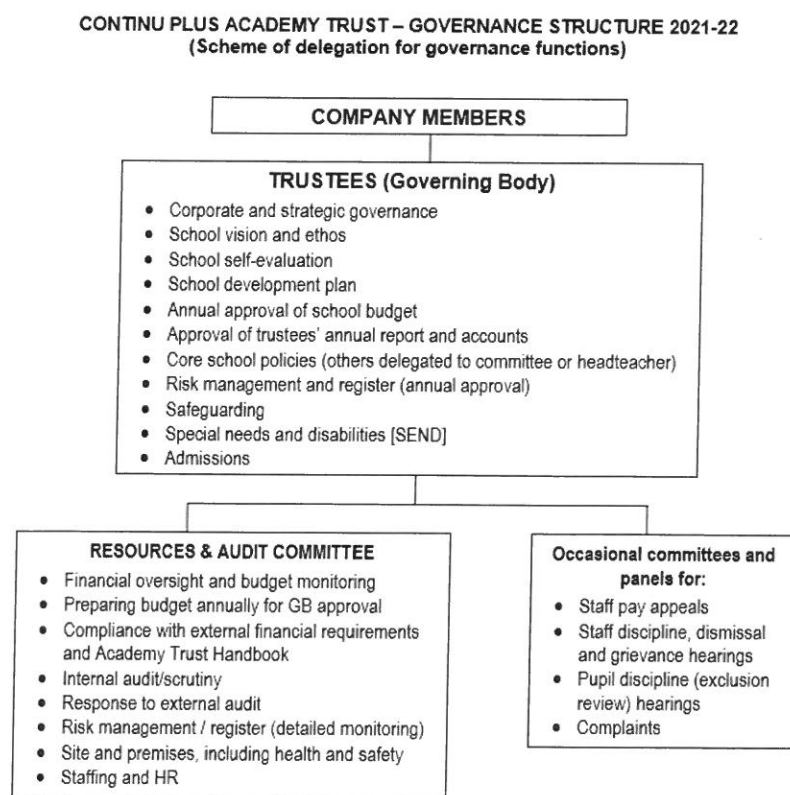 CONTINU PLUS ACADEMY TRUST – GOVERNANCE STRUCTURE 2021-22
(Scheme of delegation for governance functions)
COMPANY MEMBERS
TRUSTEES (Governing Body)
• Corporate and strategic governance
• School vision and ethos
• School self-evaluation
• School development plan
• Annual approval of school budget
• Approval of trustees' annual report and accounts
• Core school policies (others delegated to committee or headteacher)
• Risk management and register (annual approval)
• Safeguarding
• Special needs and disabilities [SEND]
• Admissions
RESOURCES & AUDIT COMMITTEE
• Financial oversight and budget monitoring
• Preparing budget annually for GB approval
• Compliance with external financial requirements
and Academy Trust Handbook
• Internal audit/scrutiny
• Response to external audit
• Risk management / register (detailed monitoring)
• Site and premises, including health and safety
• Staffing and HR
Occasional committees and
panels for:
• Staff pay appeals
• Staff discipline, dismissal
and grievance hearings
• Pupil discipline (exclusion
review) hearings
• Complaints